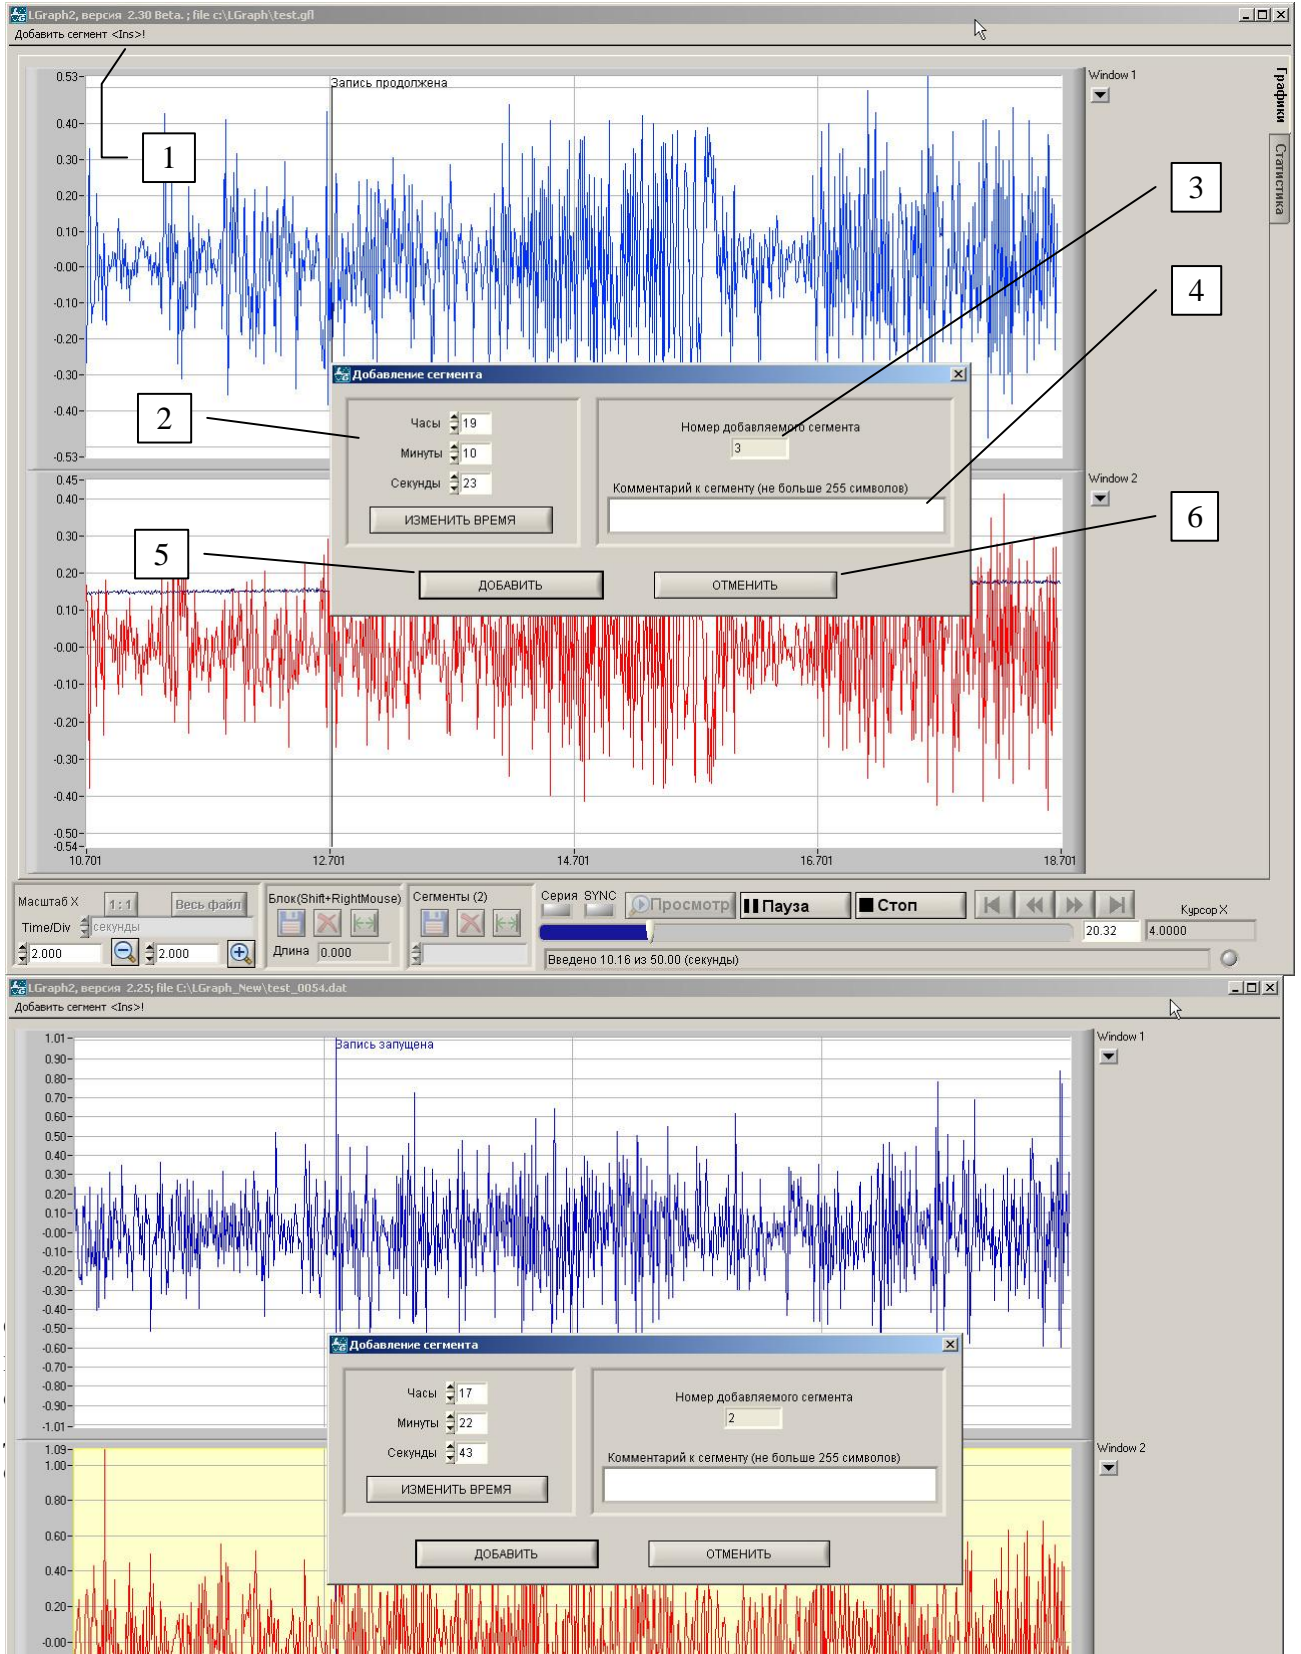 LGraph2, версия 2.30 Beta. ; file c:\LGraph\test.gfl
Добавить сегмент <Ins>!
Запись продолжена
Window 1
Графики
Статистика
0.53
0.40
0.30
0.20
0.10
-0.00
-0.10
-0.20
-0.30
-0.40
-0.53
1
2
3
4
5
6
Добавление сегмента
Часы 19
Минуты 10
Секунды 23
ИЗМЕНИТЬ ВРЕМЯ
Номер добавляемого сегмента
3
Комментарий к сегменту (не больше 255 символов)
ДОБАВИТЬ
ОТМЕНИТЬ
Window 2
0.45
0.40
0.30
0.20
0.10
-0.00
-0.10
-0.20
-0.30
-0.40
-0.50
-0.54
10.701 12.701 14.701 16.701 18.701
Масштаб X 1:1 Весь файл
Time/Div секунды
2.000 2.000
Блок(Shift+RightMouse)
Длина 0.000
Сегменты (2)
Серия SYNC Просмотр Пауза Стоп
20.32
Курсор X
4.0000
Введено 10.16 из 50.00 (секунды)
LGraph2, версия 2.25; file C:\LGraph_New\test_0054.dat
Добавить сегмент <Ins>!
Запись запущена
Window 1
1.01
0.90
0.80
0.70
0.60
0.50
0.40
0.30
0.20
0.10
-0.00
-0.10
-0.20
-0.30
-0.40
-0.50
-0.60
-0.70
-0.80
-0.90
-1.01
Добавление сегмента
Часы 17
Минуты 22
Секунды 43
ИЗМЕНИТЬ ВРЕМЯ
Номер добавляемого сегмента
2
Комментарий к сегменту (не больше 255 символов)
ДОБАВИТЬ
ОТМЕНИТЬ
Window 2
1.09
1.00
0.80
0.60
0.40
0.20
-0.00